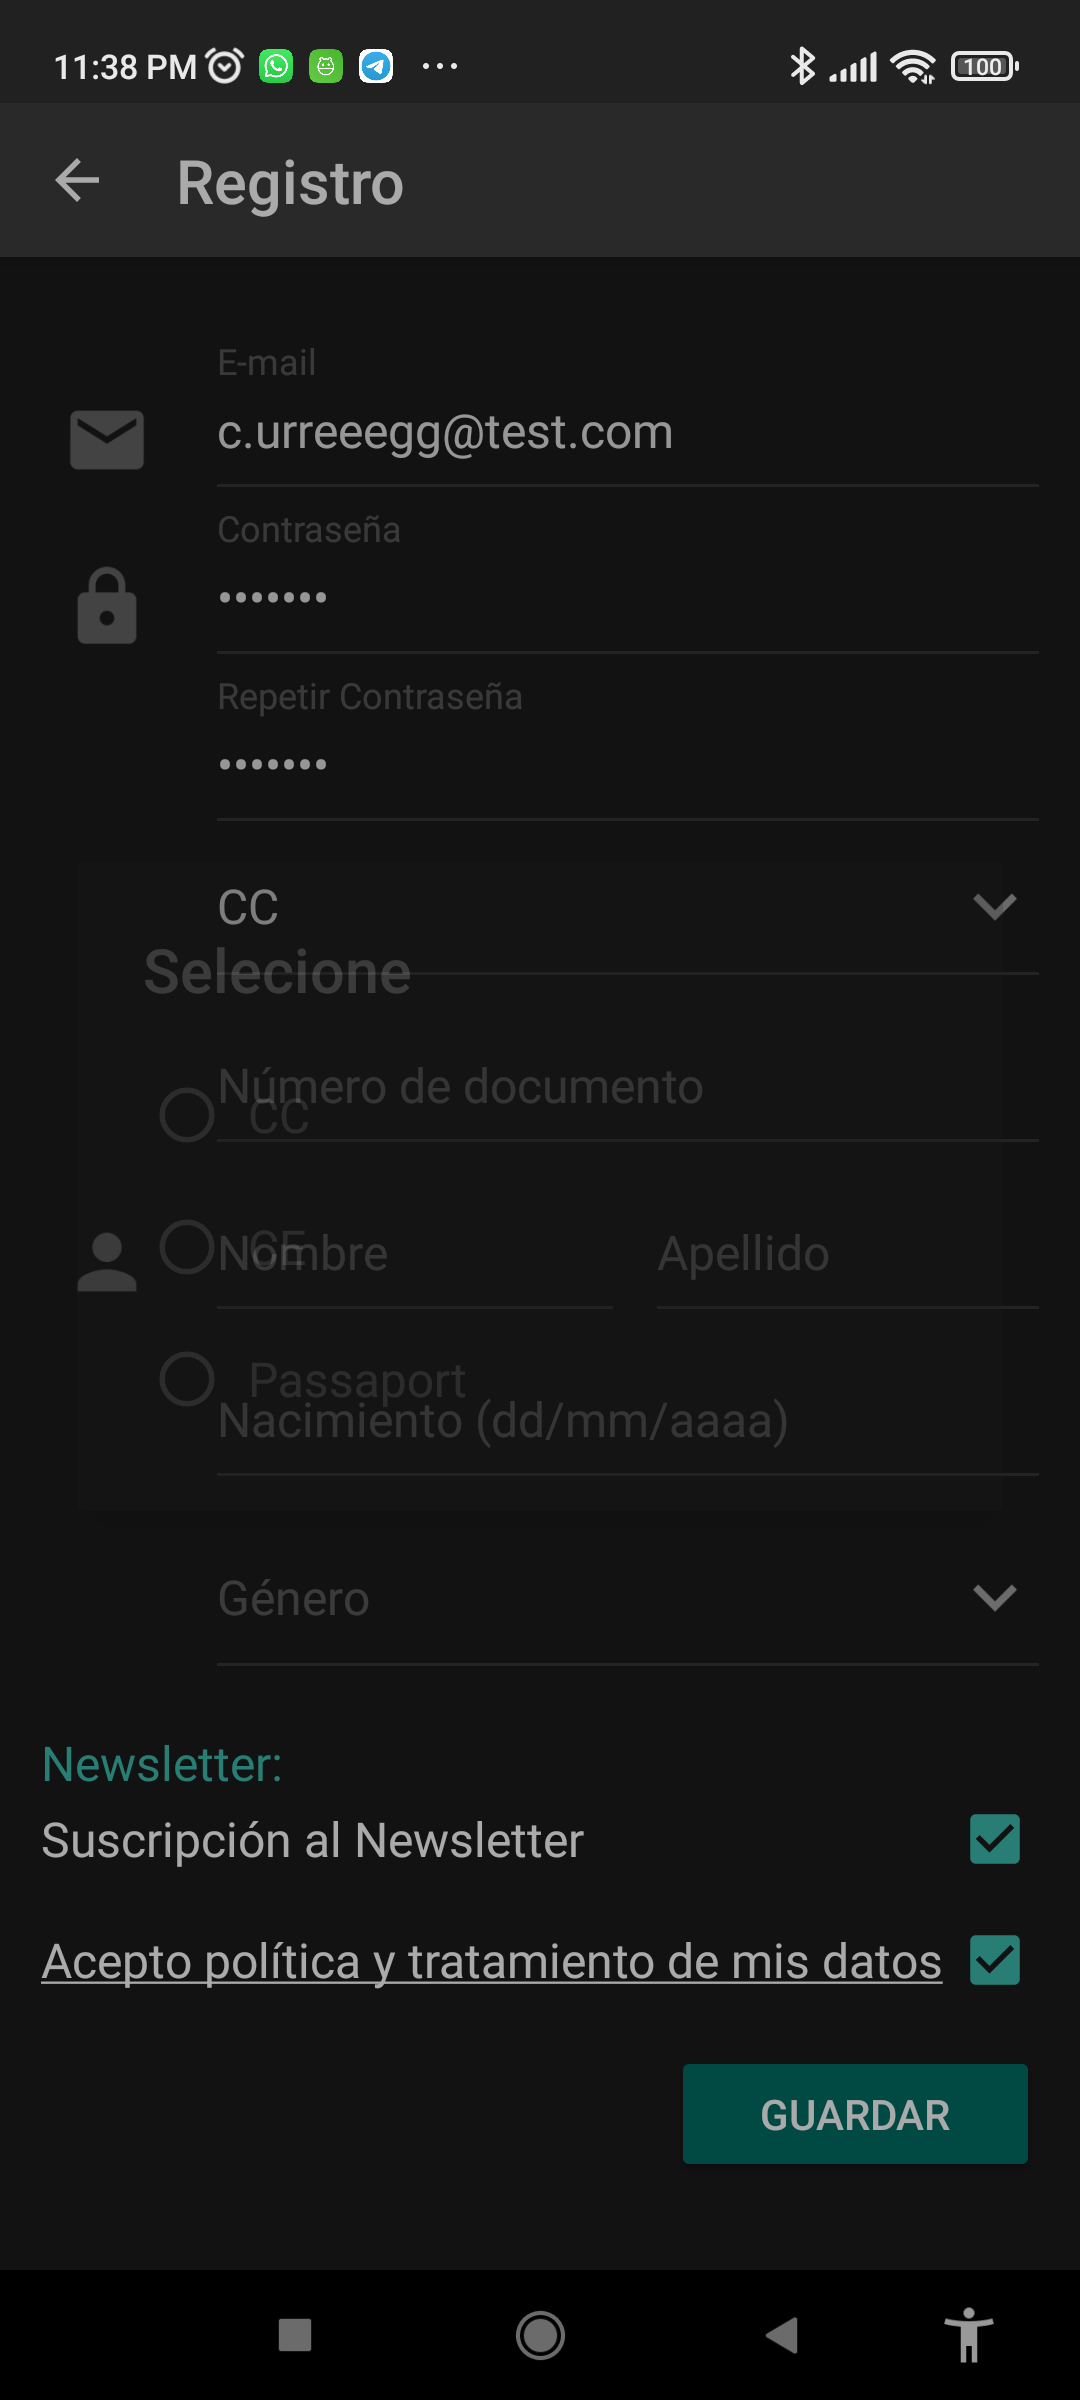 11:38 PM
100
Registro
E-mail
c.urreeegg@test.com
Contraseña
•••••••
Repetir Contraseña
•••••••
CC
Selecione
Número de documento
CC
CE
Nombre
Apellido
Passaport
Nacimiento (dd/mm/aaaa)
Género
Newsletter:
Suscripción al Newsletter
Acepto política y tratamiento de mis datos
GUARDAR